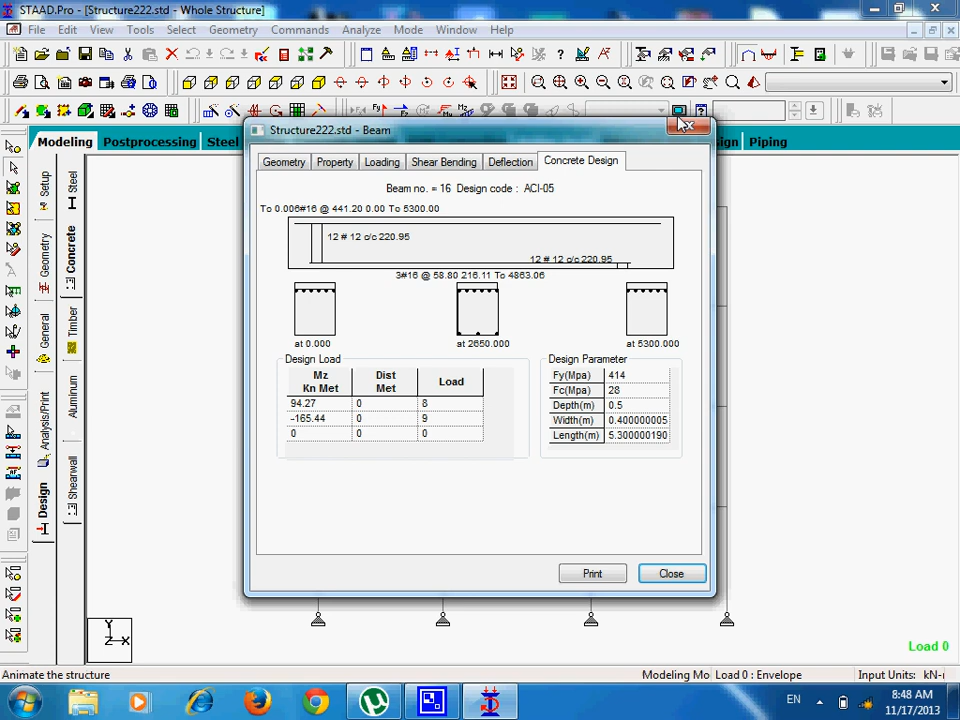 STAAD.Pro - [Structure222.std - Whole Structure]
File Edit View Tools Select Geometry Commands Analyze Mode Window Help
Modeling Postprocessing Steel
Piping
Structure222.std - Beam
Geometry Property Loading Shear Bending Deflection Concrete Design
Beam no. = 16 Design code : ACI-05
To 0.006#16 @ 441.20 0.00 To 5300.00
12 # 12 c/c 220.95
12 # 12 c/c 220.95
3#16 @ 58.80 216.11 To 4863.06
at 0.000 at 2650.000 at 5300.000
Design Load
Mz Kn Met Dist Met Load
94.27 0 8
-165.44 0 9
0 0 0
Design Parameter
Fy(Mpa) 414
Fc(Mpa) 28
Depth(m) 0.5
Width(m) 0.400000005
Length(m) 5.300000190
Print Close
Setup
Geometry
General
Analysis/Print
Design
Steel
Concrete
Timber
Aluminum
Shearwall
Y
Z X
Load 0
Animate the structure
Modeling Mo Load 0 : Envelope Input Units: kN-
EN
8:48 AM
11/17/2013